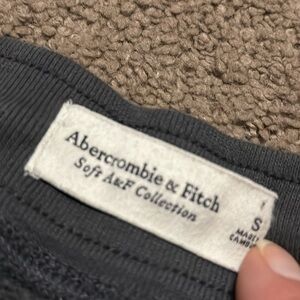 Abercrombie & Fitch
Soft A&F Collection
S
MADE